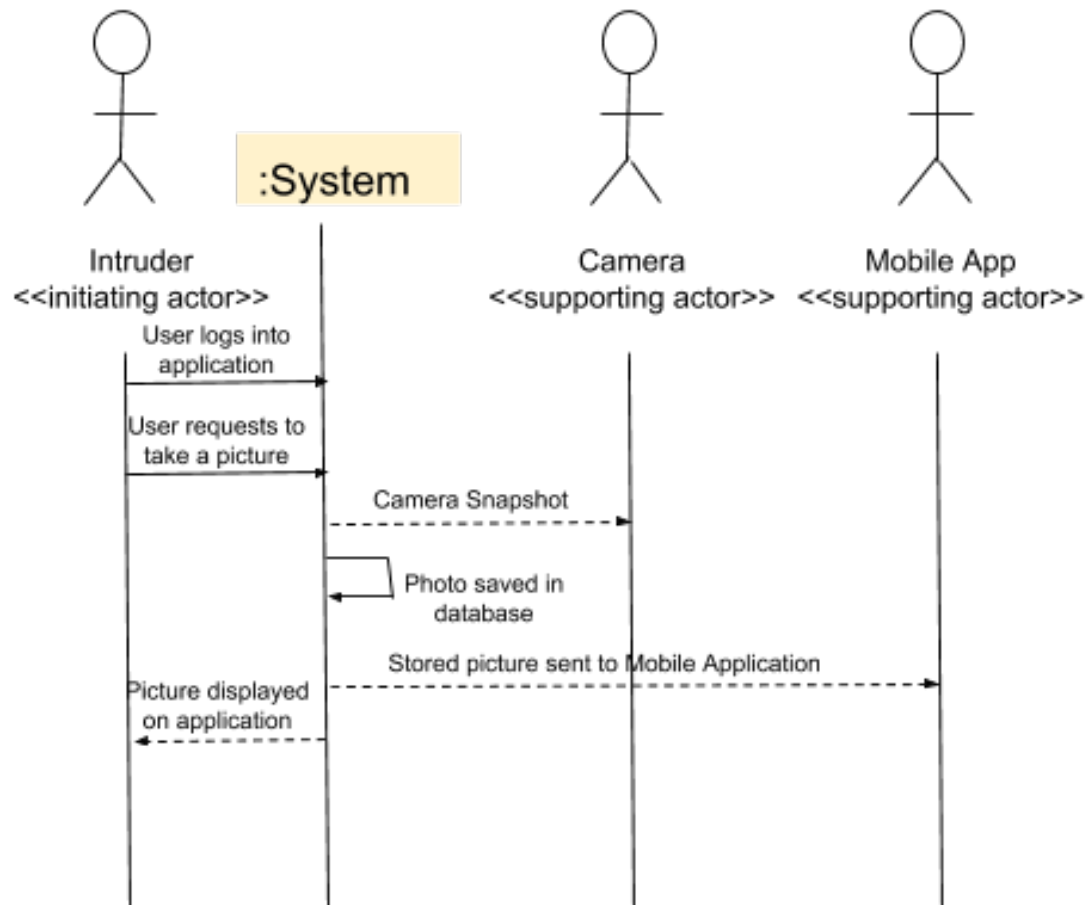 :System
Intruder
<<initiating actor>>
Camera
<<supporting actor>>
Mobile App
<<supporting actor>>
User logs into
application
User requests to
take a picture
Camera Snapshot
Photo saved in
database
Stored picture sent to Mobile Application
Picture displayed
on application